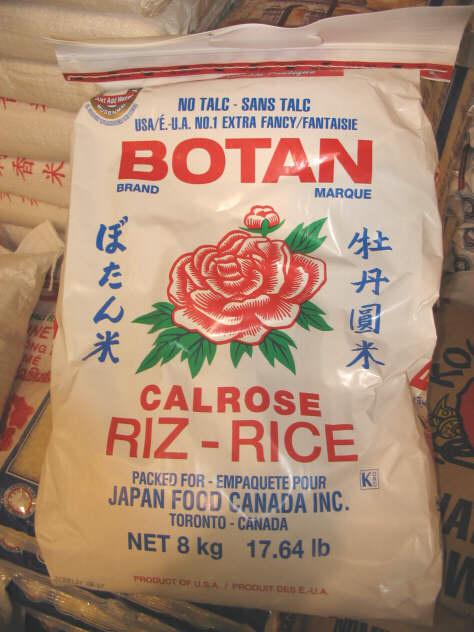 NO TALC - SANS TALC
USA/É.-U.A. NO.1 EXTRA FANCY/FANTAISIE
BOTAN
BRAND MARQUE
ぼたん米
牡丹圓米
CALROSE
RIZ - RICE
PACKED FOR - EMPAQUETE POUR
JAPAN FOOD CANADA INC.
TORONTO - CANADA
K
NET 8 kg 17.64 lb
PRODUCT OF U.S.A. / PRODUIT DES É.-U.A.
香米